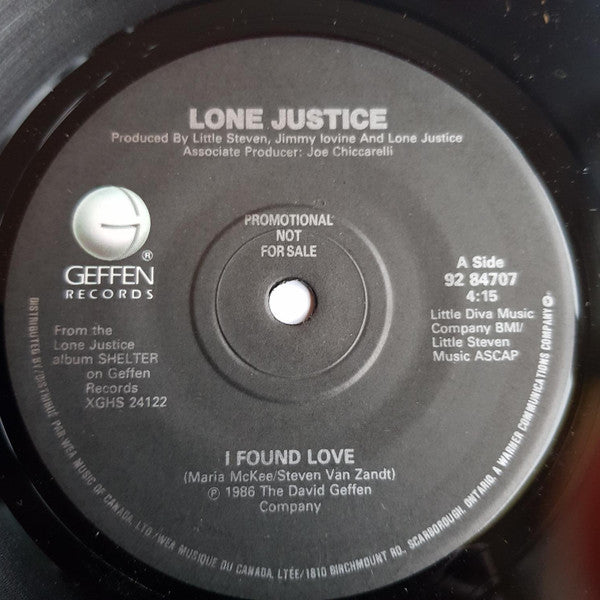 LONE JUSTICE
Produced By Little Steven, Jimmy Iovine And Lone Justice
Associate Producer: Joe Chiccarelli
G
®
GEFFEN
RECORDS
PROMOTIONAL
NOT
FOR SALE
A Side
92 84707
4:15
Little Diva Music
Company BMI/
Little Steven
Music ASCAP
From the
Lone Justice
album SHELTER
on Geffen
Records
XGHS 24122
I FOUND LOVE
(Maria McKee/Steven Van Zandt)
℗ 1986 The David Geffen
Company
DISTRIBUTED BY/DISTRIBUÉ PAR WEA MUSIC OF CANADA, LTD./WEA MUSIQUE DU CANADA, LTÉE/1810 BIRCHMOUNT RD., SCARBOROUGH, ONTARIO, A WARNER COMMUNICATIONS COMPANY